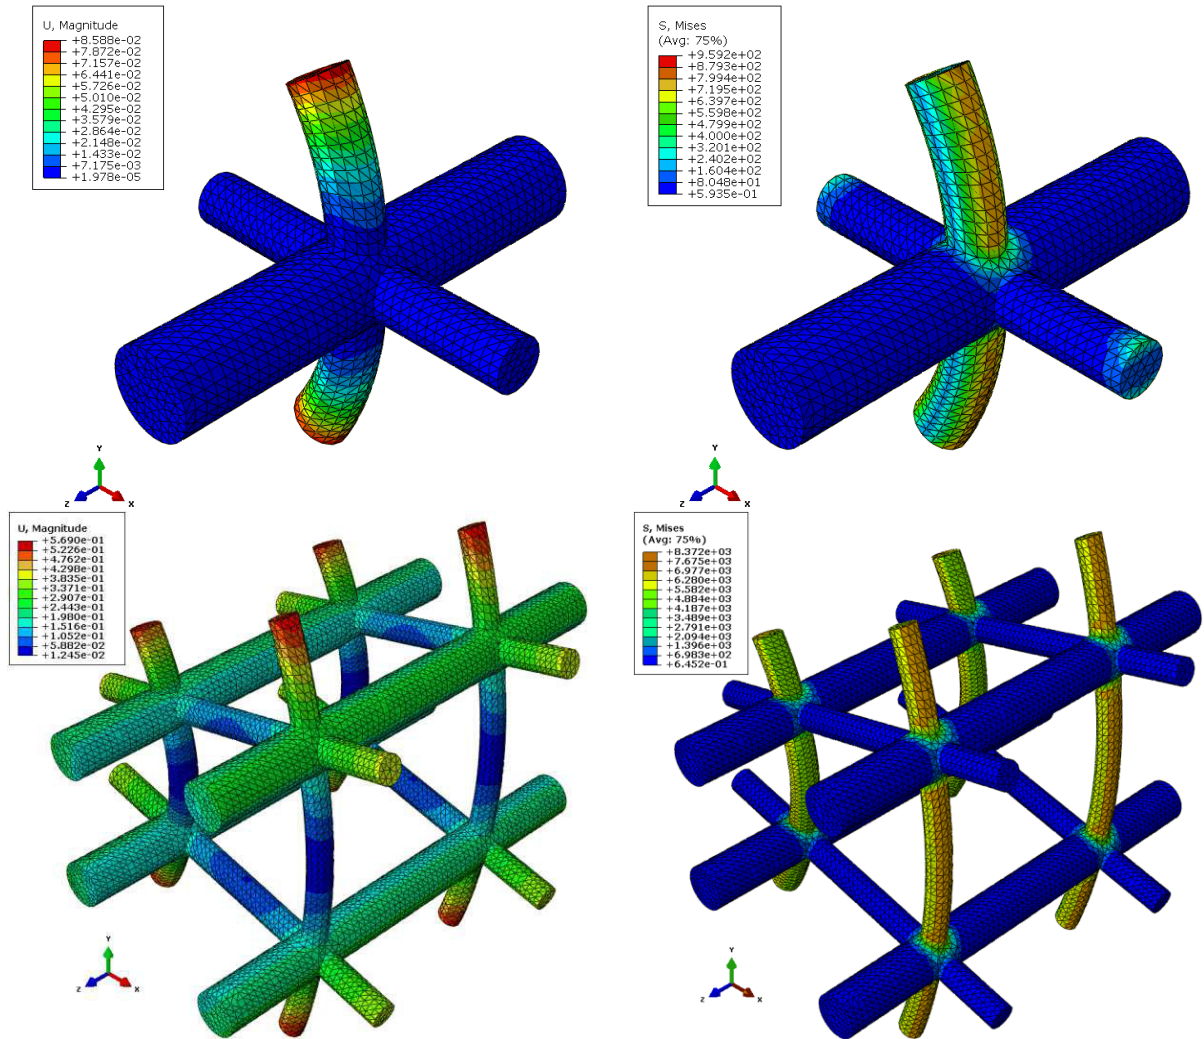 U, Magnitude
+8.588e-02
+7.872e-02
+7.157e-02
+6.441e-02
+5.726e-02
+5.010e-02
+4.295e-02
+3.579e-02
+2.864e-02
+2.148e-02
+1.433e-02
+7.175e-03
+1.978e-05
Y
Z
X
S, Mises
(Avg: 75%)
+9.592e+02
+8.793e+02
+7.994e+02
+7.195e+02
+6.397e+02
+5.598e+02
+4.799e+02
+4.000e+02
+3.201e+02
+2.402e+02
+1.604e+02
+8.048e+01
+5.935e-01
Y
Z
X
U, Magnitude
+5.690e-01
+5.226e-01
+4.762e-01
+4.298e-01
+3.835e-01
+3.371e-01
+2.907e-01
+2.443e-01
+1.980e-01
+1.516e-01
+1.052e-01
+5.882e-02
+1.245e-02
Y
Z
X
S, Mises
(Avg: 75%)
+8.372e+03
+7.675e+03
+6.977e+03
+6.280e+03
+5.582e+03
+4.884e+03
+4.187e+03
+3.489e+03
+2.791e+03
+2.094e+03
+1.396e+03
+6.983e+02
+6.452e-01
Y
Z
X